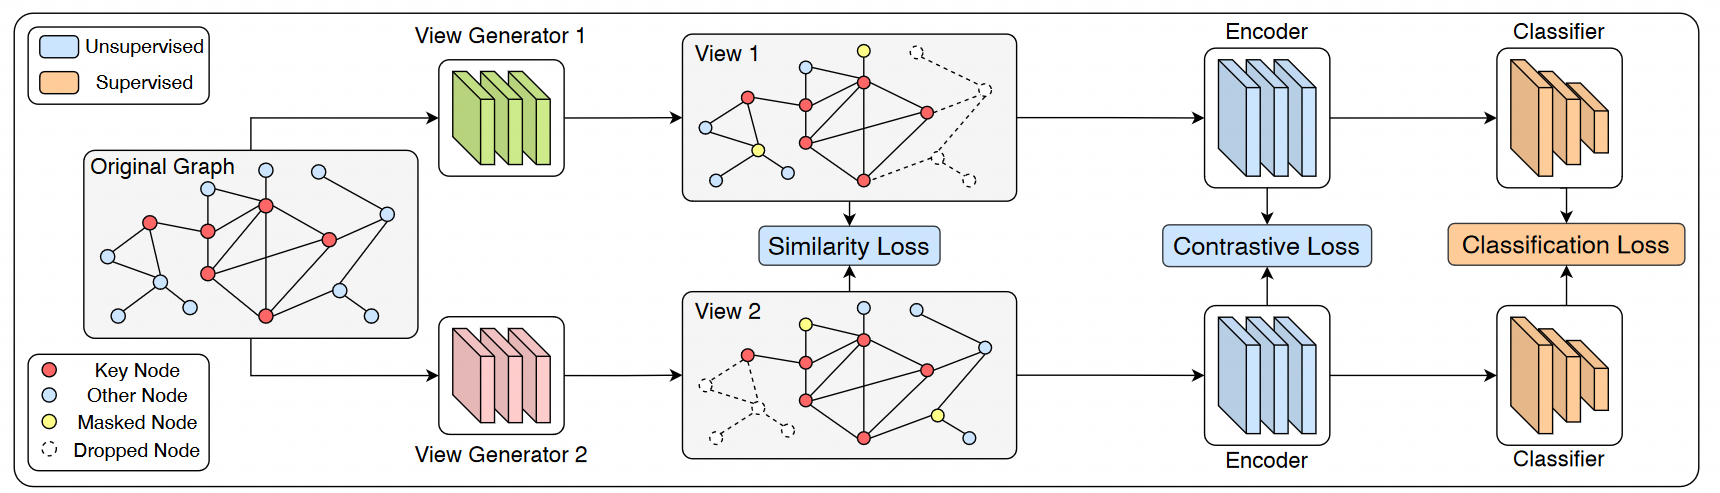 Unsupervised
Supervised
View Generator 1
View 1
Encoder
Classifier
Original Graph
Similarity Loss
Contrastive Loss
Classification Loss
Key Node
Other Node
Masked Node
Dropped Node
View Generator 2
View 2
Encoder
Classifier